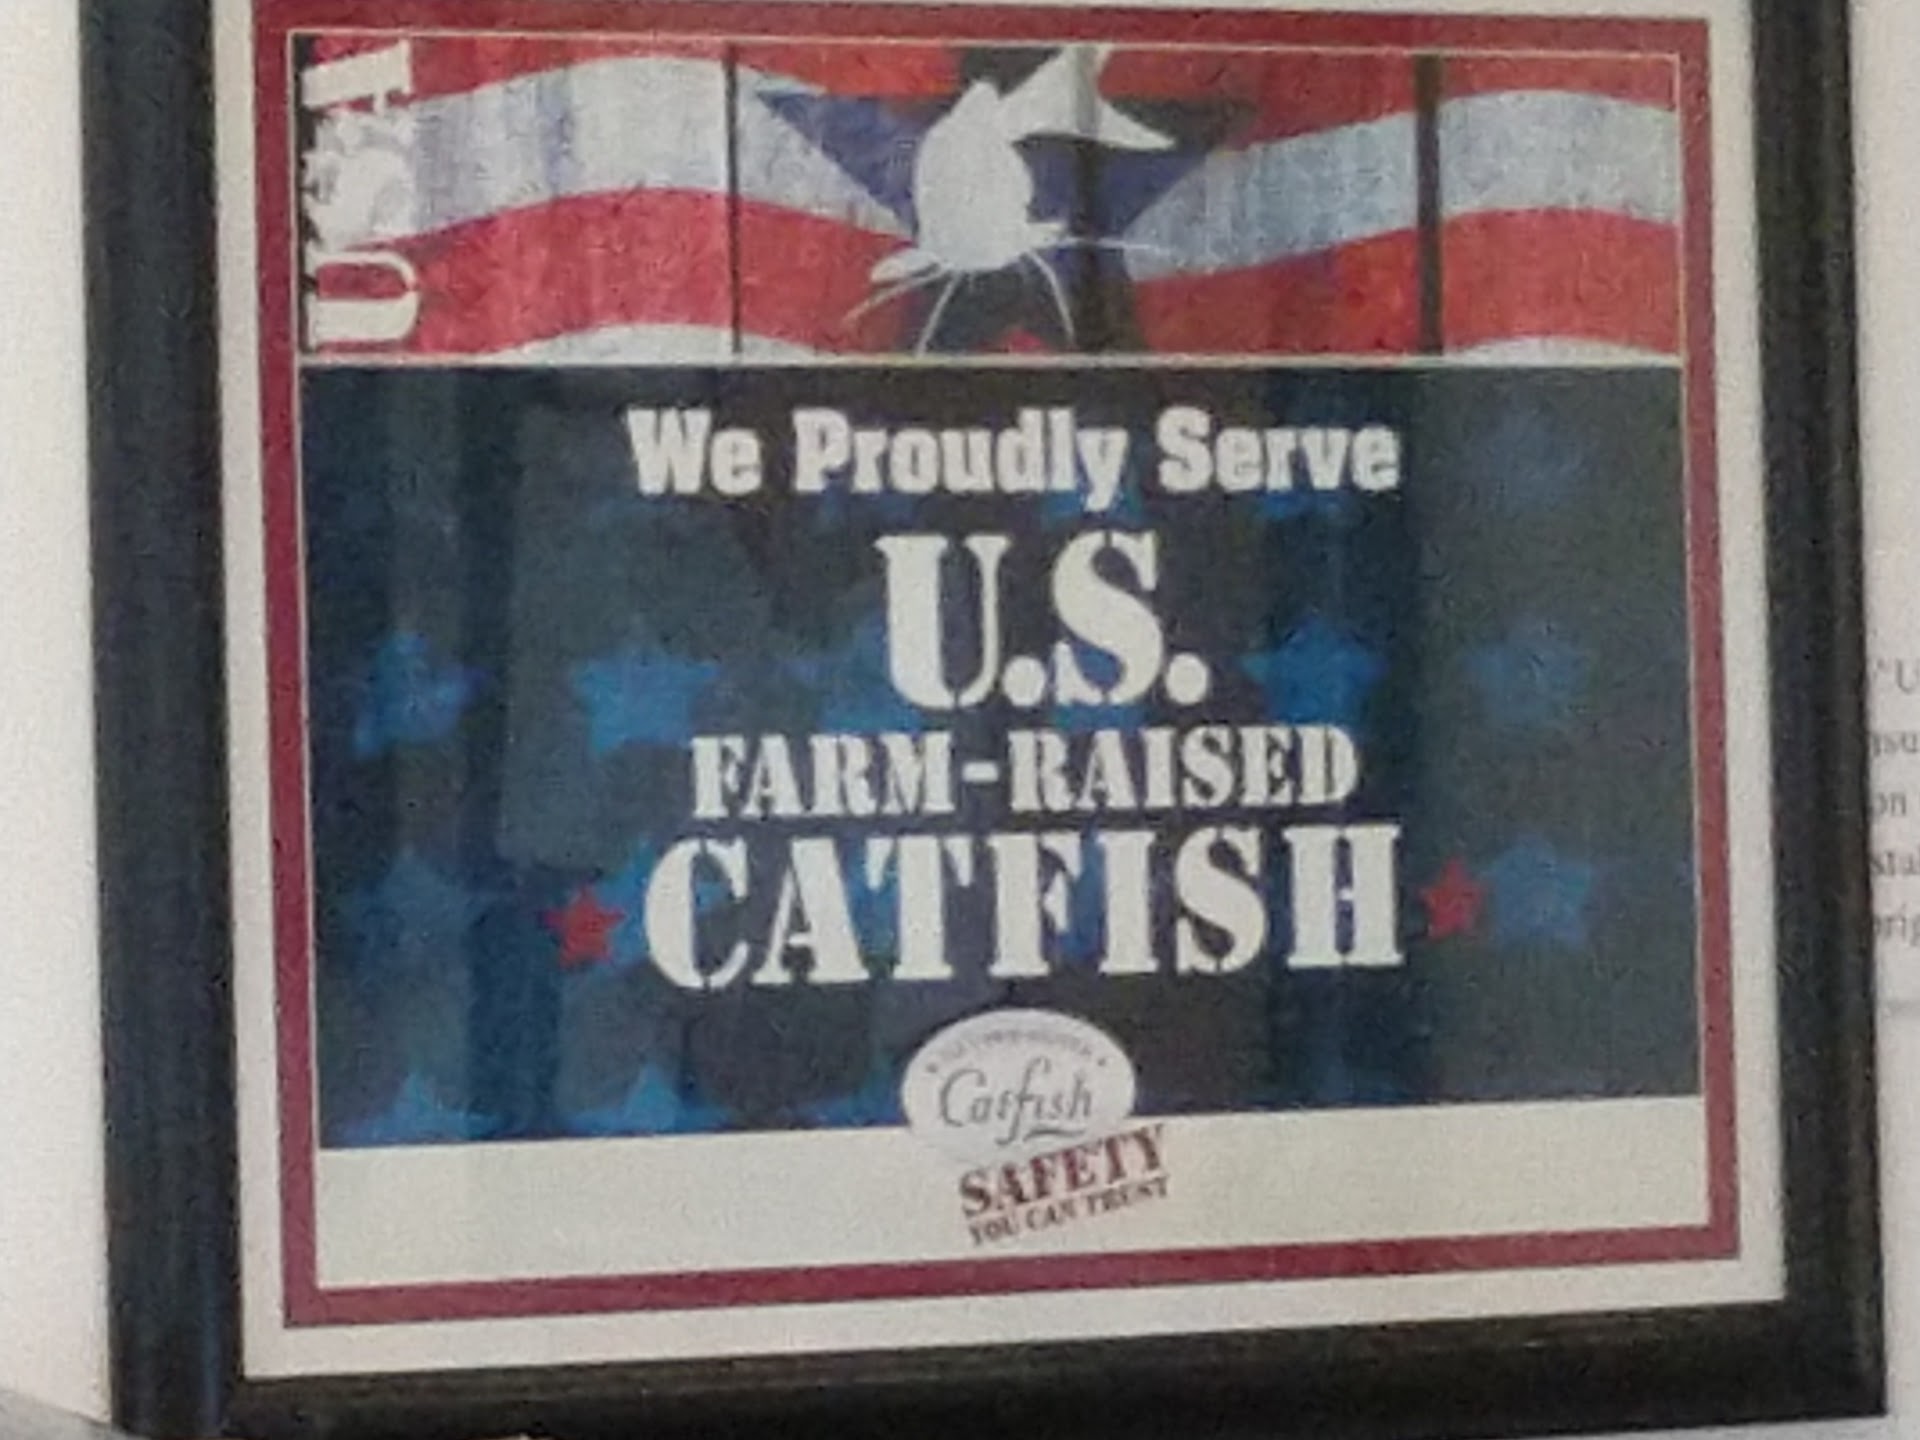 USA
We Proudly Serve
U.S.
FARM-RAISED
CATFISH
Catfish
SAFETY
YOU CAN TRUST